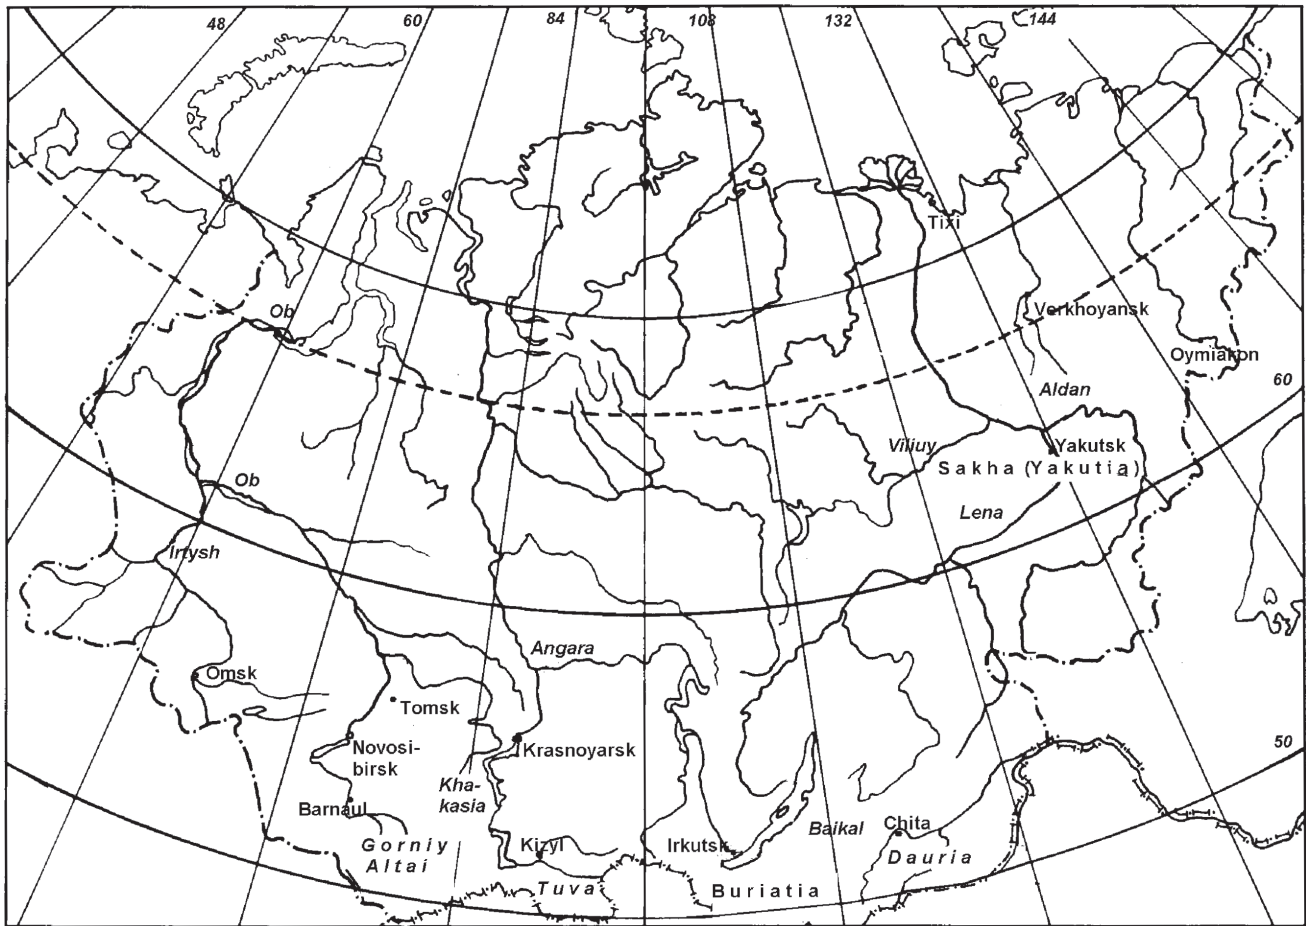 48
60
84
108
132
144
Tixi
Ob
Verkhoyansk
Oymiakon
60
Aldan
Viliuy
Yakutsk
Sakha (Yakutia)
Ob
Lena
Irtysh
Angara
Omsk
Tomsk
Novosi-
birsk
Krasnoyarsk
50
Kha-
kasia
Barnaul
Baikal
Chita
Gorniy
Altai
Kizyl
Irkutsk
Dauria
Tuva
Buriatia